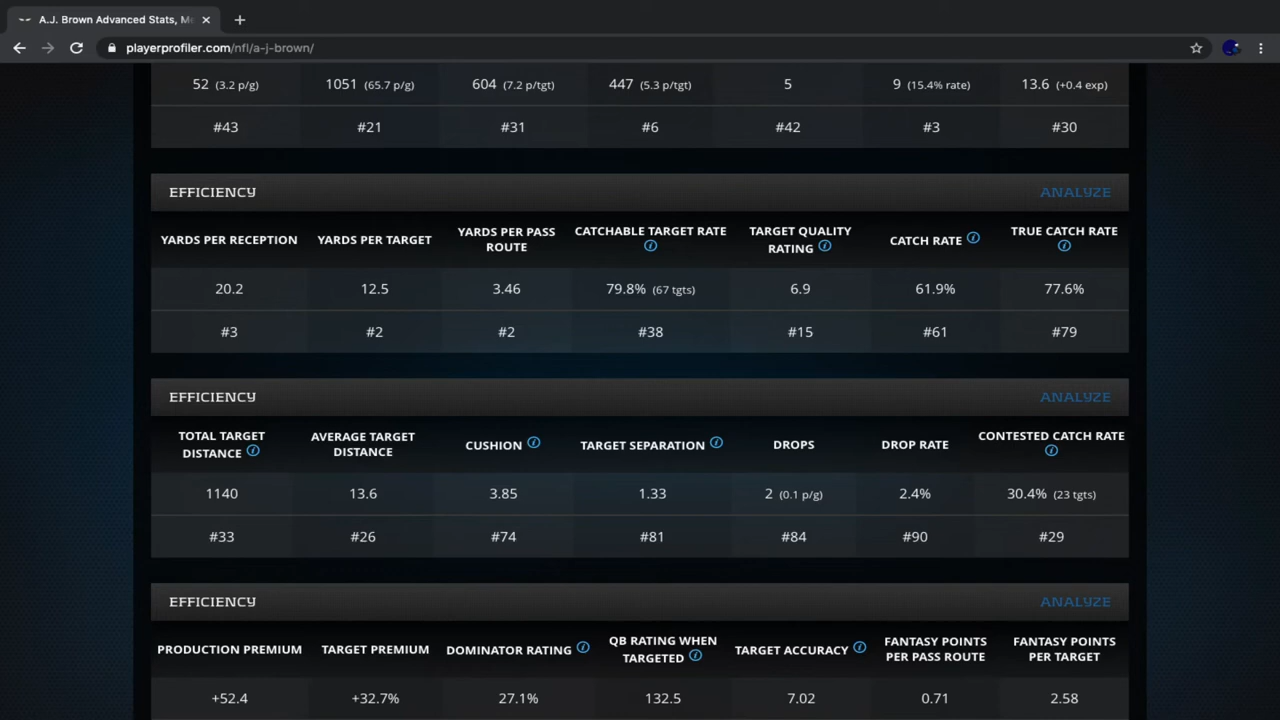 A.J. Brown Advanced Stats, Me
playerprofiler.com/nfl/a-j-brown/
52 (3.2 p/g) 1051 (65.7 p/g) 604 (7.2 p/tgt) 447 (5.3 p/tgt) 5 9 (15.4% rate) 13.6 (+0.4 exp)
#43 #21 #31 #6 #42 #3 #30
EFFICIENCY ANALYZE
YARDS PER RECEPTION YARDS PER TARGET YARDS PER PASS ROUTE CATCHABLE TARGET RATE TARGET QUALITY RATING CATCH RATE TRUE CATCH RATE
20.2 12.5 3.46 79.8% (67 tgts) 6.9 61.9% 77.6%
#3 #2 #2 #38 #15 #61 #79
EFFICIENCY ANALYZE
TOTAL TARGET DISTANCE AVERAGE TARGET DISTANCE CUSHION TARGET SEPARATION DROPS DROP RATE CONTESTED CATCH RATE
1140 13.6 3.85 1.33 2 (0.1 p/g) 2.4% 30.4% (23 tgts)
#33 #26 #74 #81 #84 #90 #29
EFFICIENCY ANALYZE
PRODUCTION PREMIUM TARGET PREMIUM DOMINATOR RATING QB RATING WHEN TARGETED TARGET ACCURACY FANTASY POINTS PER PASS ROUTE FANTASY POINTS PER TARGET
+52.4 +32.7% 27.1% 132.5 7.02 0.71 2.58